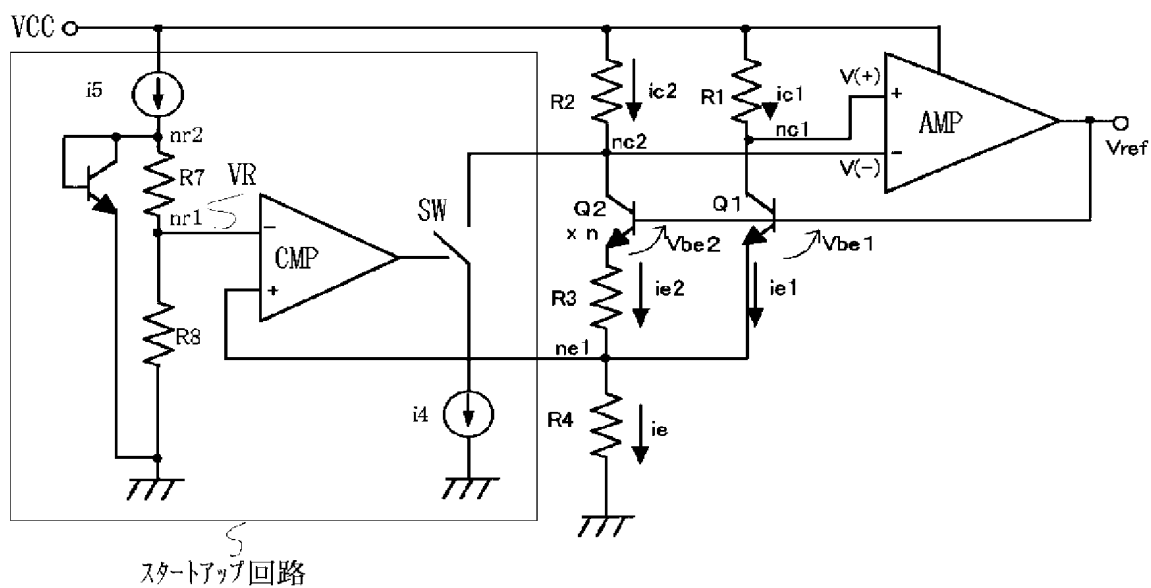 VCC
i5
nr2
R7
VR
nr1
R8
CMP
-
+
SW
i4
R2
ic2
nc2
R1
ic1
nc1
V(+)
+
AMP
V(-)
-
Vref
Q2
x n
Vbe2
Q1
Vbe1
R3
ie2
ie1
ne1
R4
ie
スタートアップ回路